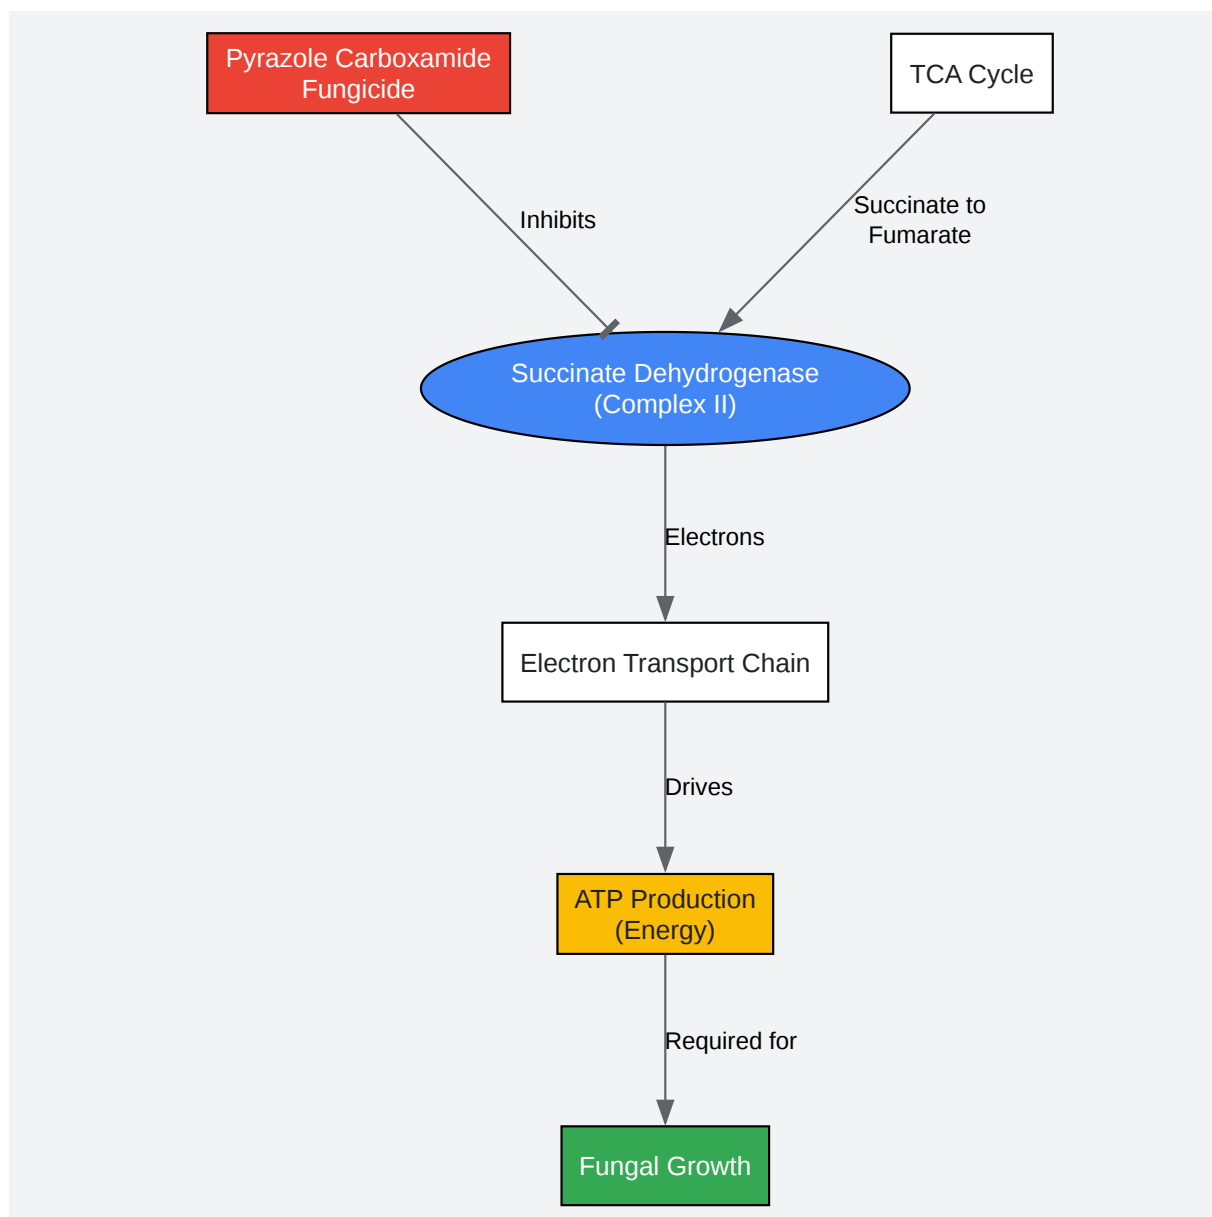 Pyrazole Carboxamide
Fungicide
TCA Cycle
Inhibits
Succinate to
Fumarate
Succinate Dehydrogenase
(Complex II)
Electrons
Electron Transport Chain
Drives
ATP Production
(Energy)
Required for
Fungal Growth